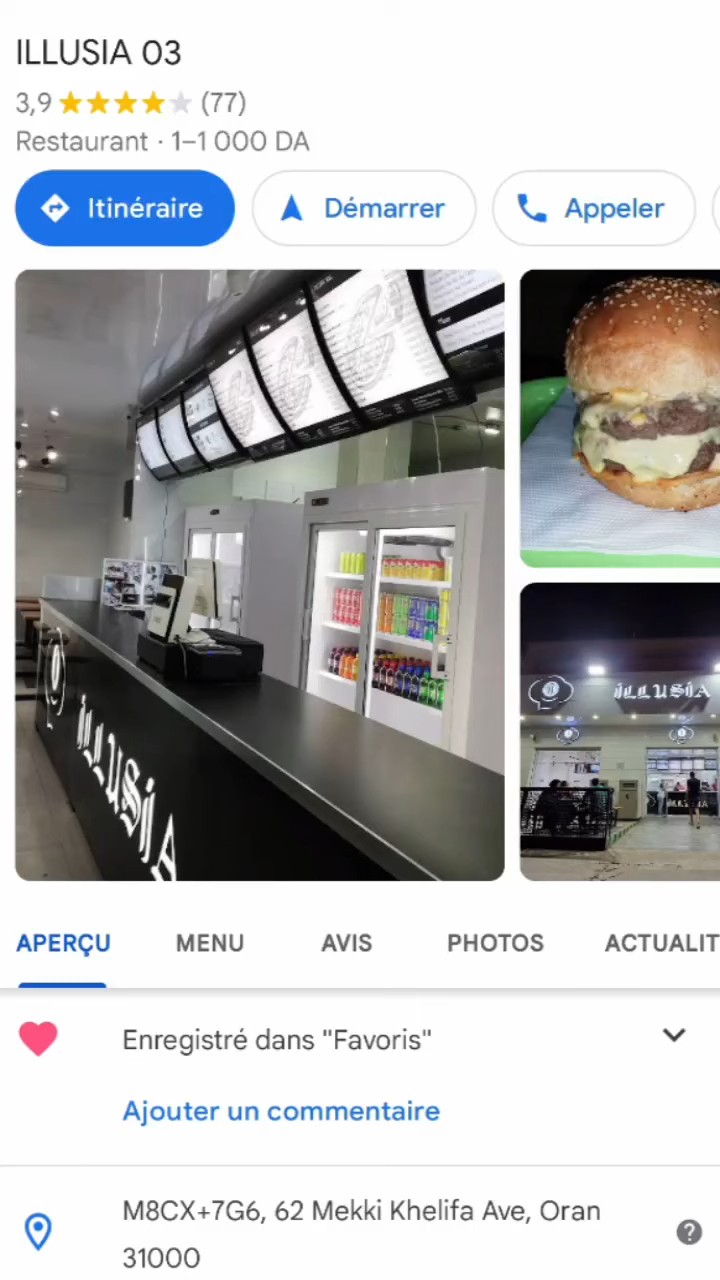 ILLUSIA 03
3,9 (77)
Restaurant · 1–1 000 DA
Itinéraire
Démarrer
Appeler
iLLUSiA
iLLUSiA
APERÇU
MENU
AVIS
PHOTOS
ACTUALIT
Enregistré dans "Favoris"
Ajouter un commentaire
M8CX+7G6, 62 Mekki Khelifa Ave, Oran
31000